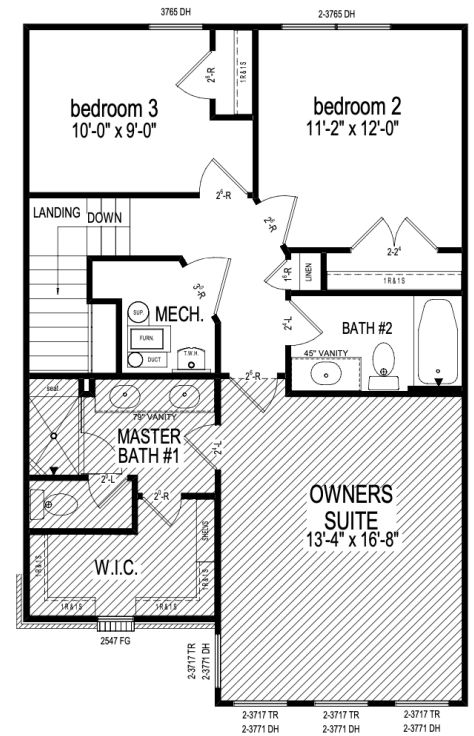 3765 DH
2-3765 DH
2⁶-R
1R&1S
bedroom 3
10'-0" x 9'-0"
bedroom 2
11'-2" x 12'-0"
2⁶-R
LANDING
DOWN
2⁶-R
2-2⁴
1R&1S
1⁶-R
LINEN
3⁰-R
SUP.
MECH.
FURN.
DUCT
T.W.H.
2⁴-L
BATH #2
45" VANITY
2⁶-R
seat
79" VANITY
MASTER
BATH #1
2⁴-L
2⁰-L
2⁰-R
OWNERS
SUITE
13'-4" x 16'-8"
SHELVS
W.I.C.
1R&1S
1R&1S
1R&1S
1R&1S
2547 FG
2-3717 TR
2-3771 DH
2-3717 TR
2-3771 DH
2-3717 TR
2-3771 DH
2-3717 TR
2-3771 DH